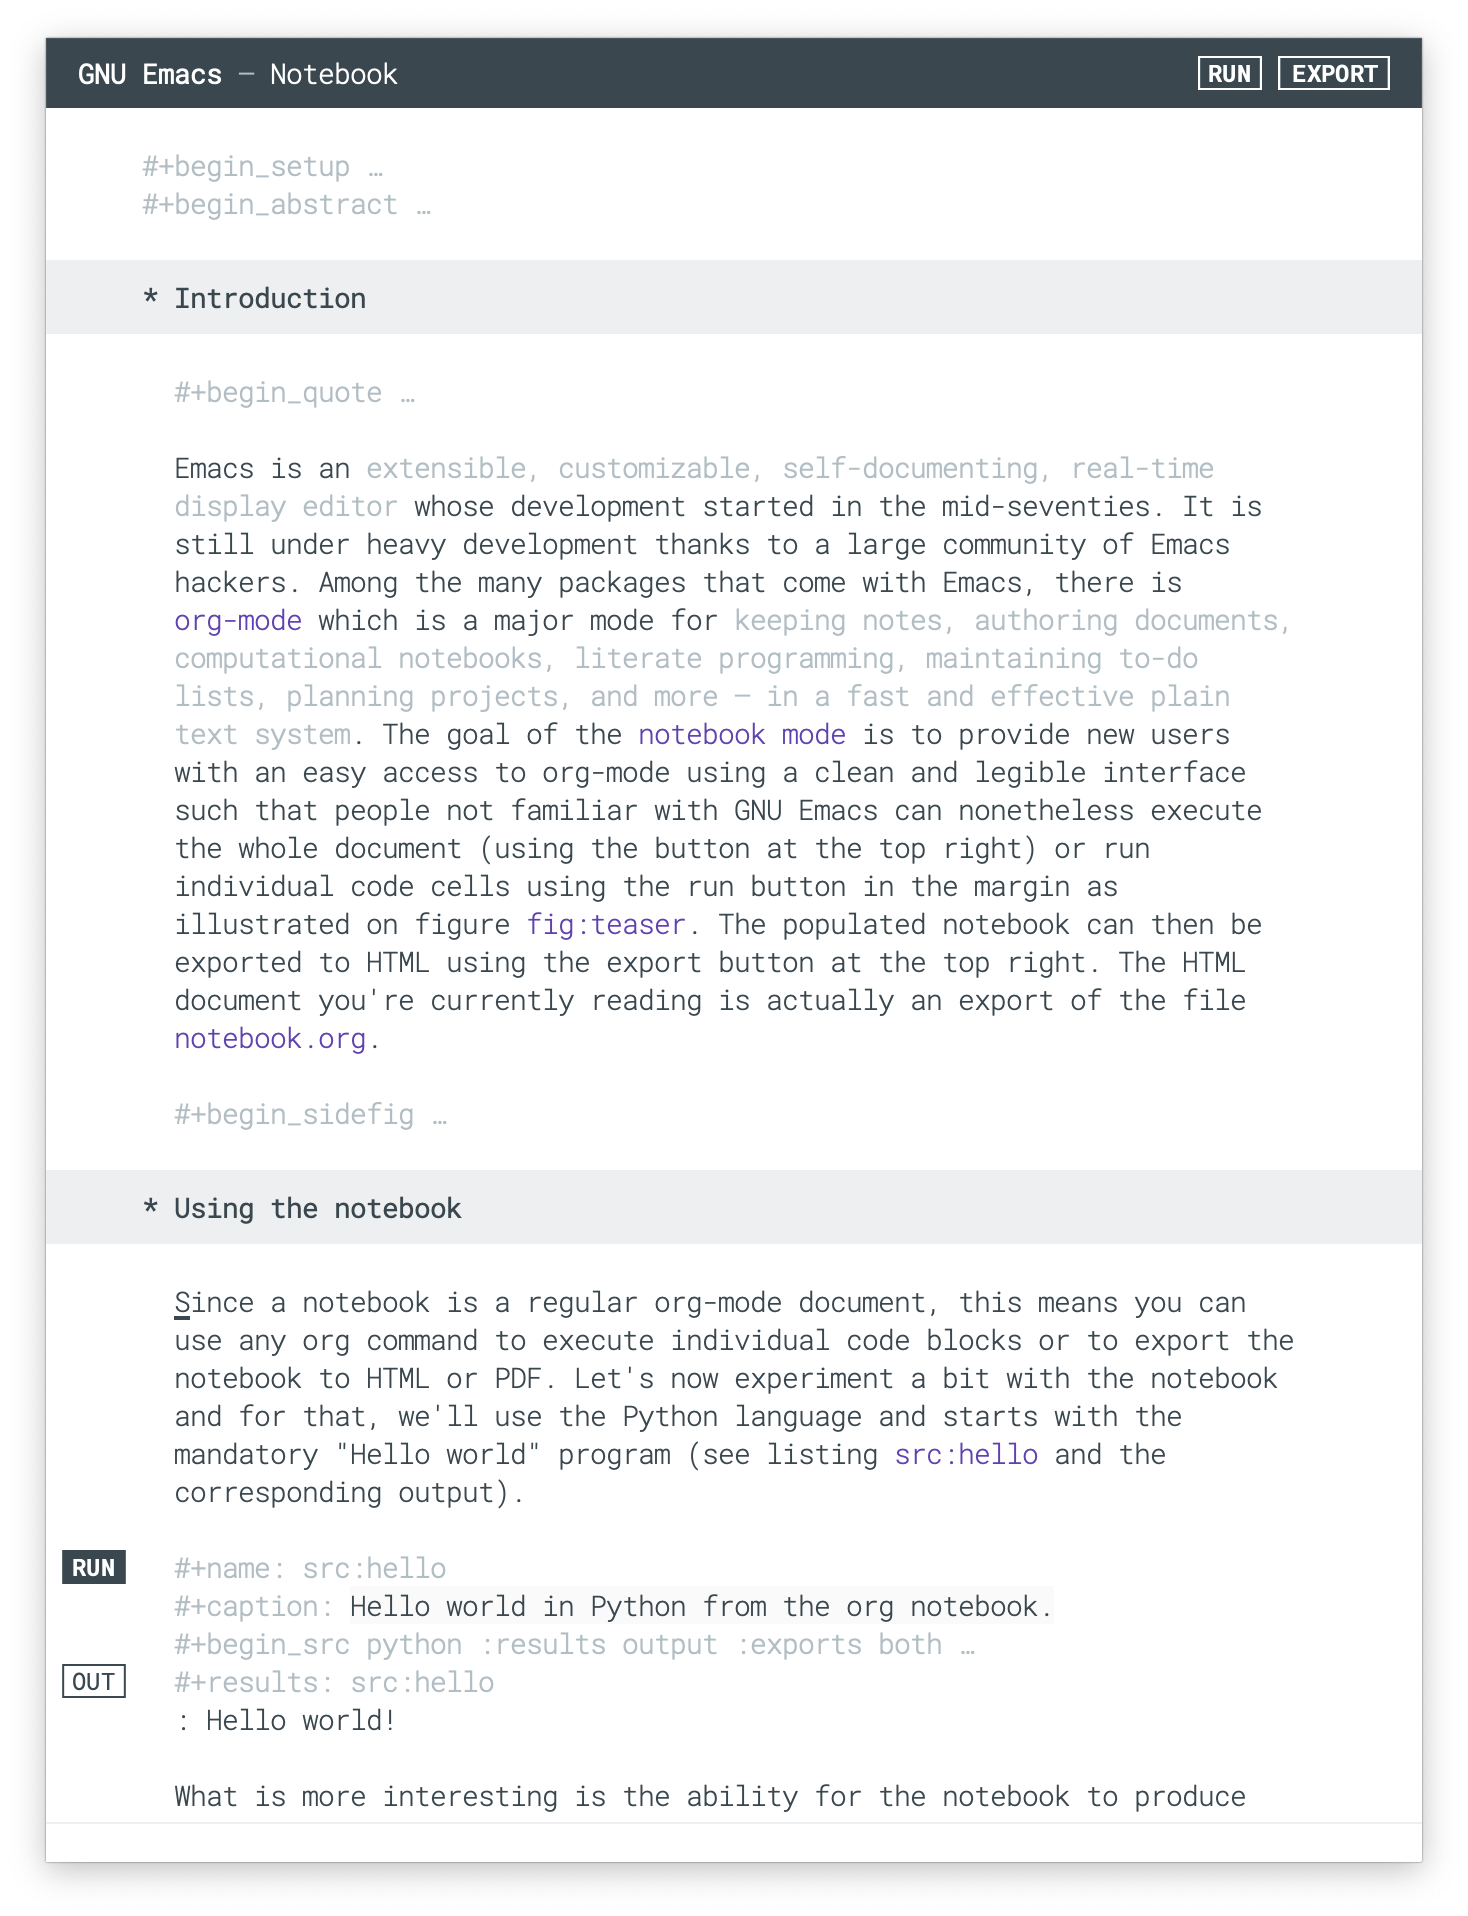 GNU Emacs — Notebook RUN EXPORT
#+begin_setup …
#+begin_abstract …
* Introduction
#+begin_quote …
Emacs is an extensible, customizable, self-documenting, real-time
display editor whose development started in the mid-seventies. It is
still under heavy development thanks to a large community of Emacs
hackers. Among the many packages that come with Emacs, there is
org-mode which is a major mode for keeping notes, authoring documents,
computational notebooks, literate programming, maintaining to-do
lists, planning projects, and more — in a fast and effective plain
text system. The goal of the notebook mode is to provide new users
with an easy access to org-mode using a clean and legible interface
such that people not familiar with GNU Emacs can nonetheless execute
the whole document (using the button at the top right) or run
individual code cells using the run button in the margin as
illustrated on figure fig:teaser. The populated notebook can then be
exported to HTML using the export button at the top right. The HTML
document you're currently reading is actually an export of the file
notebook.org.
#+begin_sidefig …
* Using the notebook
Since a notebook is a regular org-mode document, this means you can
use any org command to execute individual code blocks or to export the
notebook to HTML or PDF. Let's now experiment a bit with the notebook
and for that, we'll use the Python language and starts with the
mandatory "Hello world" program (see listing src:hello and the
corresponding output).
RUN #+name: src:hello
#+caption: Hello world in Python from the org notebook.
#+begin_src python :results output :exports both …
OUT #+results: src:hello
: Hello world!
What is more interesting is the ability for the notebook to produce